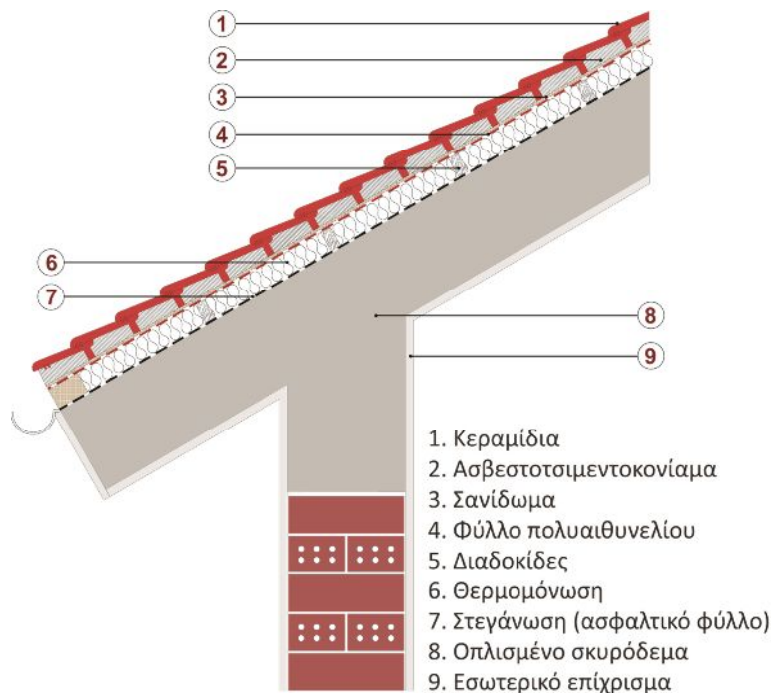 1
2
3
4
5
6
7
8
9
1. Κεραμίδια
2. Ασβεστοτσιμεντοκονίαμα
3. Σανίδωμα
4. Φύλλο πολυαιθυνελίου
5. Διαδοκίδες
6. Θερμομόνωση
7. Στεγάνωση (ασφαλτικό φύλλο)
8. Οπλισμένο σκυρόδεμα
9. Εσωτερικό επίχρισμα